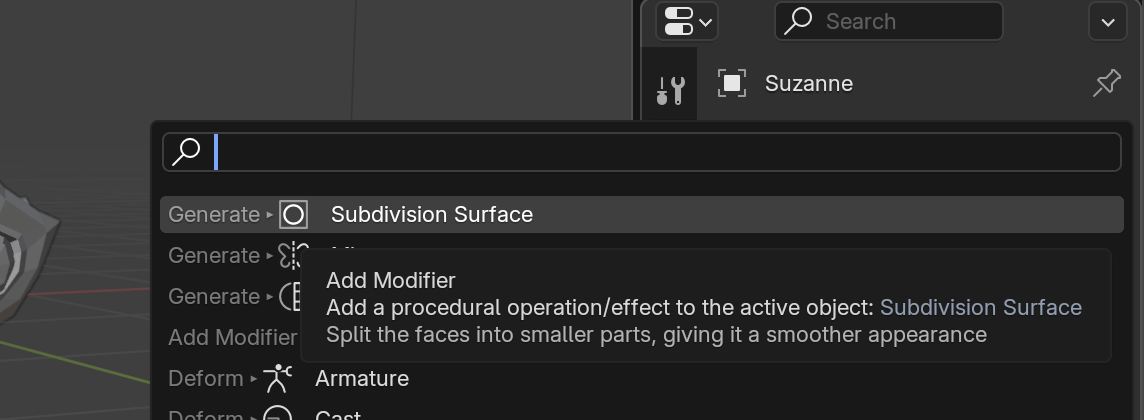 Search
Suzanne
Generate ▸ Subdivision Surface
Generate ▸
Generate ▸
Add Modifier
Add Modifier
Add a procedural operation/effect to the active object: Subdivision Surface
Split the faces into smaller parts, giving it a smoother appearance
Deform ▸ Armature
Deform ▸ Cast